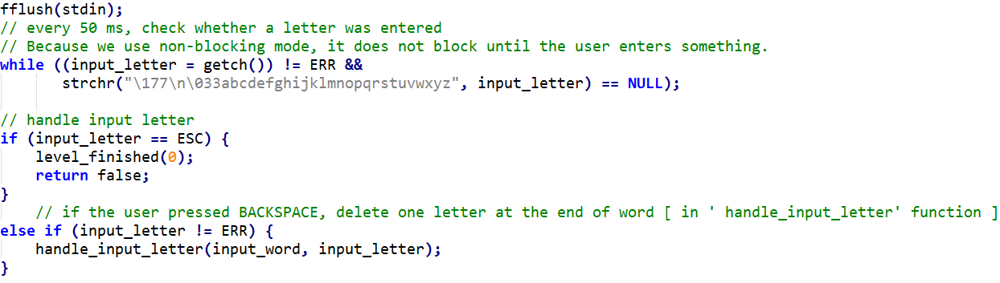 fflush(stdin);
// every 50 ms, check whether a letter was entered
// Because we use non-blocking mode, it does not block until the user enters something.
while ((input_letter = getch()) != ERR &&
       strchr("\177\n\033abcdefghijklmnopqrstuvwxyz", input_letter) == NULL);

// handle input letter
if (input_letter == ESC) {
    level_finished(0);
    return false;
}
    // if the user pressed BACKSPACE, delete one letter at the end of word [ in ' handle_input_letter' function ]
else if (input_letter != ERR) {
    handle_input_letter(input_word, input_letter);
}